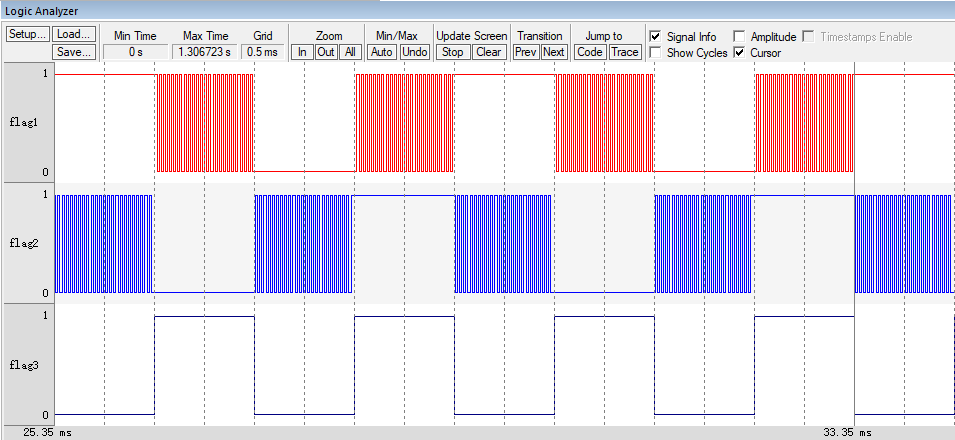 Logic Analyzer
Setup... Load... Min Time Max Time Grid Zoom Min/Max Update Screen Transition Jump to Signal Info Amplitude Timestamps Enable
Save... 0 s 1.306723 s 0.5 ms In Out All Auto Undo Stop Clear Prev Next Code Trace Show Cycles Cursor
1
flag1
0
1
flag2
0
1
flag3
0
25.35 ms 33.35 ms